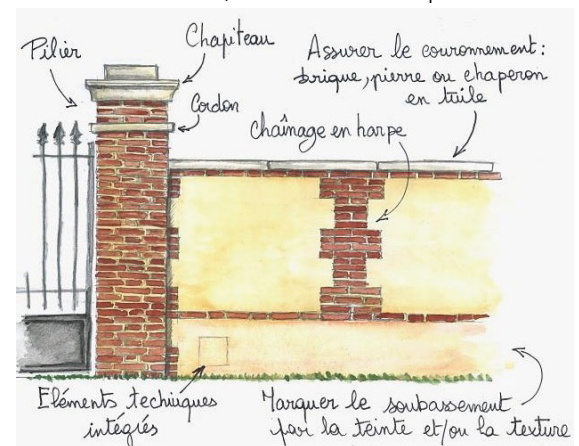 Pilier
Chapiteau
Cordon
Assurer le couronnement :
brique, pierre ou chaperon
en tuile
Chaînage en harpe
Eléments techniques
intégrés
Marquer le soubassement
par la teinte et/ou la texture